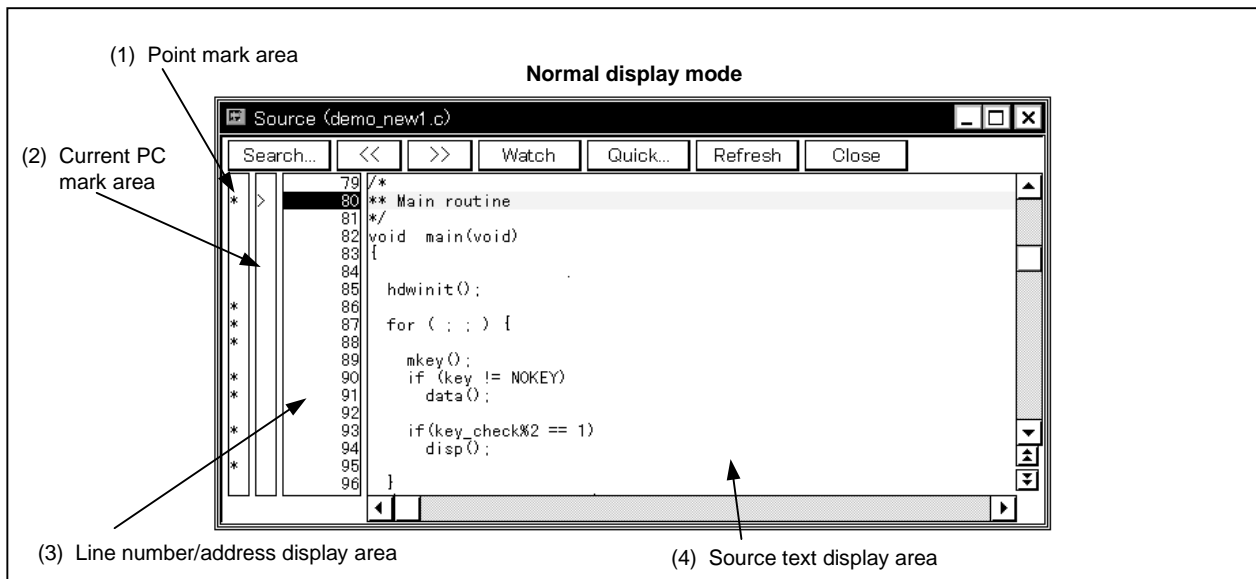 (1) Point mark area
Normal display mode
Source (demo_new1.c)
(2) Current PC
mark area
Search... << >> Watch Quick... Refresh Close
79 /*
* > 80 ** Main routine
81 */
82 void main(void)
83 {
84
85 hdwinit();
* 86
* 87 for ( ; ; ) {
* 88
89 mkey();
* 90 if (key != NOKEY)
* 91 data();
92
* 93 if(key_check%2 == 1)
94 disp();
* 95
96 }
(3) Line number/address display area
(4) Source text display area